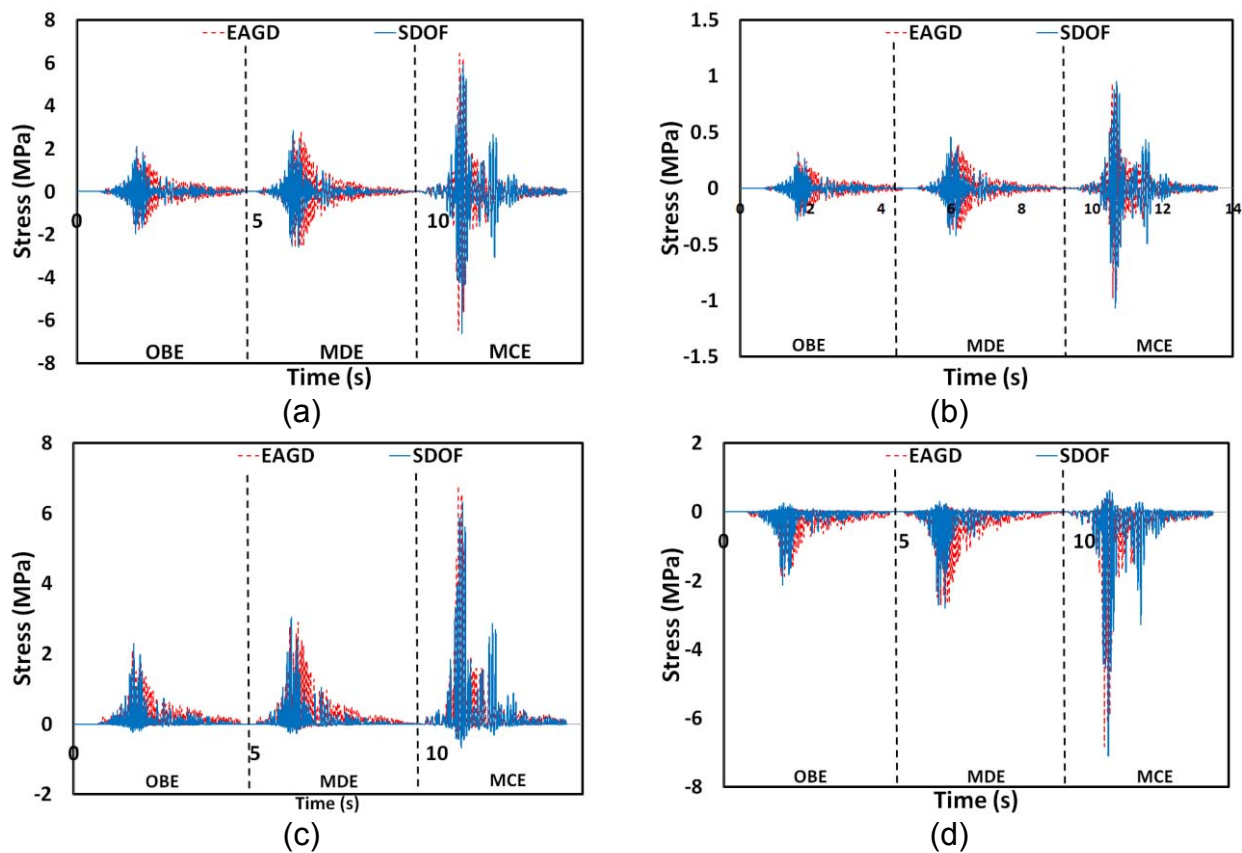 EAGD SDOF
8
6
4
2
0
-2
-4
-6
-8
Stress (MPa)
0 5 10
OBE MDE MCE
Time (s)
(a)
EAGD SDOF
1.5
1
0.5
0
-0.5
-1
-1.5
Stress (MPa)
0 2 4 6 8 10 12 14
OBE MDE MCE
Time (s)
(b)
EAGD SDOF
8
6
4
2
0
-2
Stress (MPa)
0 5 10
OBE MDE MCE
Time (s)
(c)
EAGD SDOF
2
0
-2
-4
-6
-8
Stress (MPa)
0 5 10
OBE MDE MCE
Time (s)
(d)